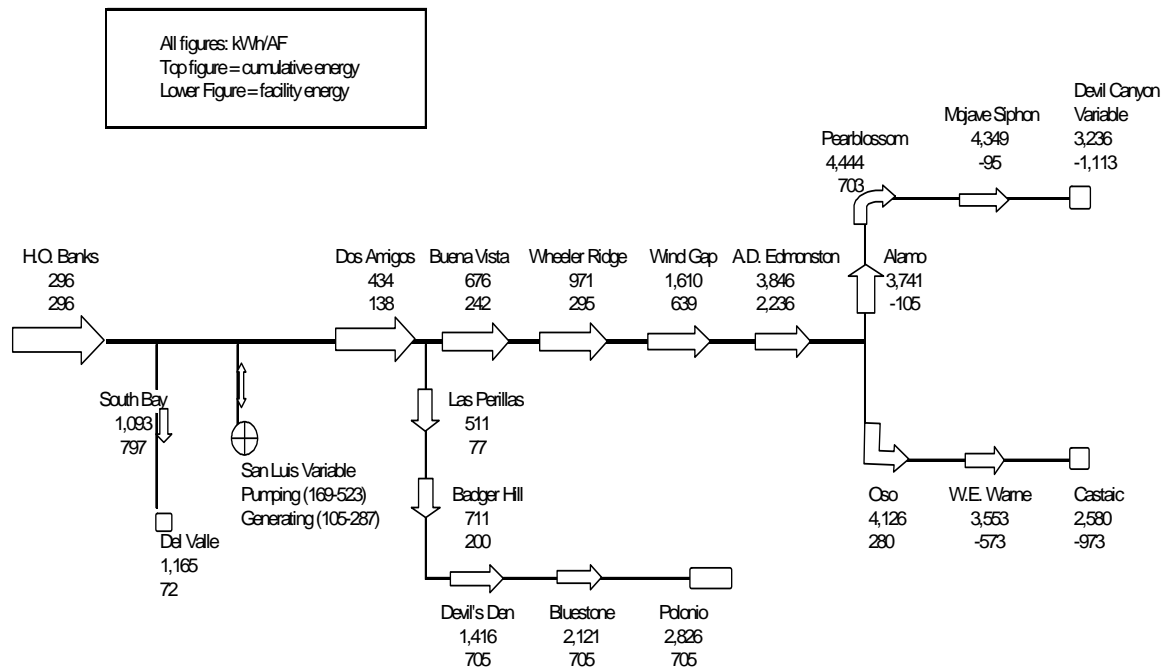 All figures: kWh/AF
Top figure = cumulative energy
Lower Figure = facility energy
Devil Canyon
Variable
3,236
-1,113
Mojave Siphon
4,349
-95
Pearblossom
4,444
703
H.O. Banks
296
296
Dos Amigos
434
138
Buena Vista
676
242
Wheeler Ridge
971
295
Wind Gap
1,610
639
A.D. Edmonston
3,846
2,236
Alamo
3,741
-105
South Bay
1,093
797
Del Valle
1,165
72
San Luis Variable
Pumping (169-523)
Generating (105-287)
Las Perillas
511
77
Badger Hill
711
200
Devil's Den
1,416
705
Bluestone
2,121
705
Polonio
2,826
705
Oso
4,126
280
W.E. Warne
3,553
-573
Castaic
2,580
-973